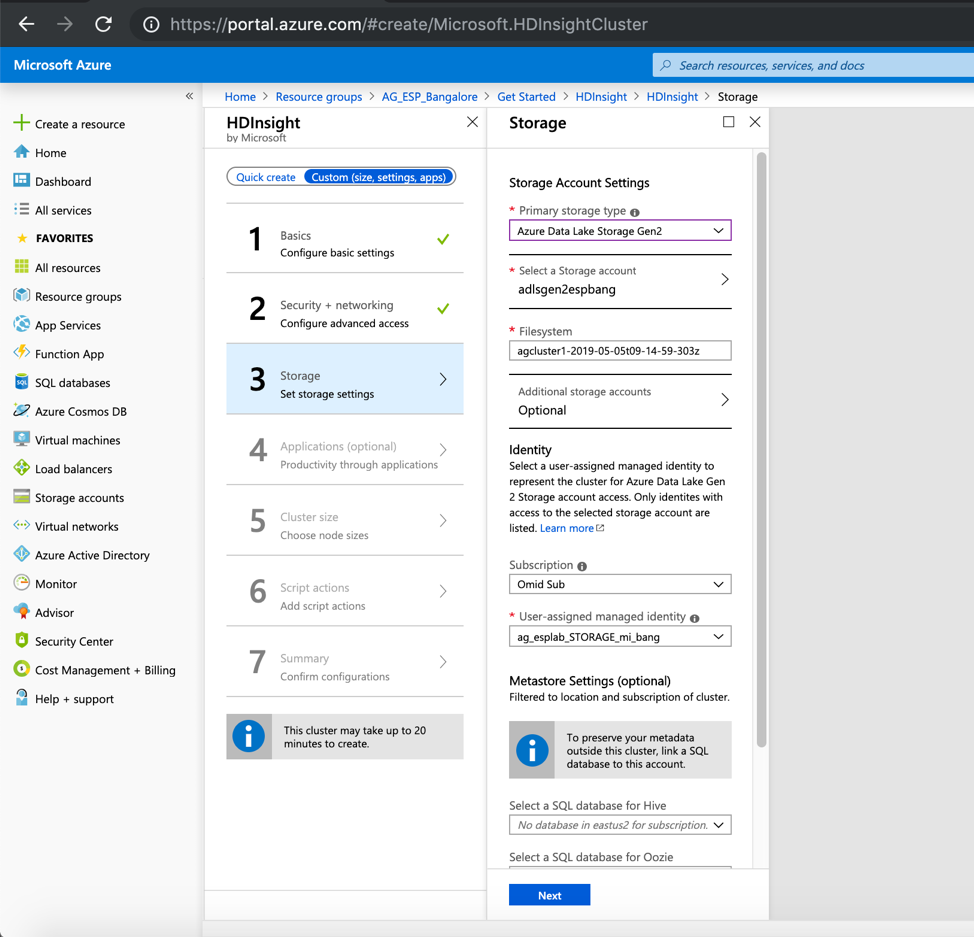 https://portal.azure.com/#create/Microsoft.HDInsightCluster
Microsoft Azure
Search resources, services, and docs
Create a resource
Home
Dashboard
All services
FAVORITES
All resources
Resource groups
App Services
Function App
SQL databases
Azure Cosmos DB
Virtual machines
Load balancers
Storage accounts
Virtual networks
Azure Active Directory
Monitor
Advisor
Security Center
Cost Management + Billing
Help + support
Home > Resource groups > AG_ESP_Bangalore > Get Started > HDInsight > HDInsight > Storage
HDInsight
by Microsoft
Quick create Custom (size, settings, apps)
1 Basics
Configure basic settings
2 Security + networking
Configure advanced access
3 Storage
Set storage settings
4 Applications (optional)
Productivity through applications
5 Cluster size
Choose node sizes
6 Script actions
Add script actions
7 Summary
Confirm configurations
This cluster may take up to 20
minutes to create.
Storage
Storage Account Settings
* Primary storage type
Azure Data Lake Storage Gen2
* Select a Storage account
adlsgen2espbang
* Filesystem
agcluster1-2019-05-05t09-14-59-303z
Additional storage accounts
Optional
Identity
Select a user-assigned managed identity to
represent the cluster for Azure Data Lake Gen
2 Storage account access. Only identites with
access to the selected storage account are
listed. Learn more
Subscription
Omid Sub
* User-assigned managed identity
ag_esplab_STORAGE_mi_bang
Metastore Settings (optional)
Filtered to location and subscription of cluster.
To preserve your metadata
outside this cluster, link a SQL
database to this account.
Select a SQL database for Hive
No database in eastus2 for subscription.
Select a SQL database for Oozie
Next